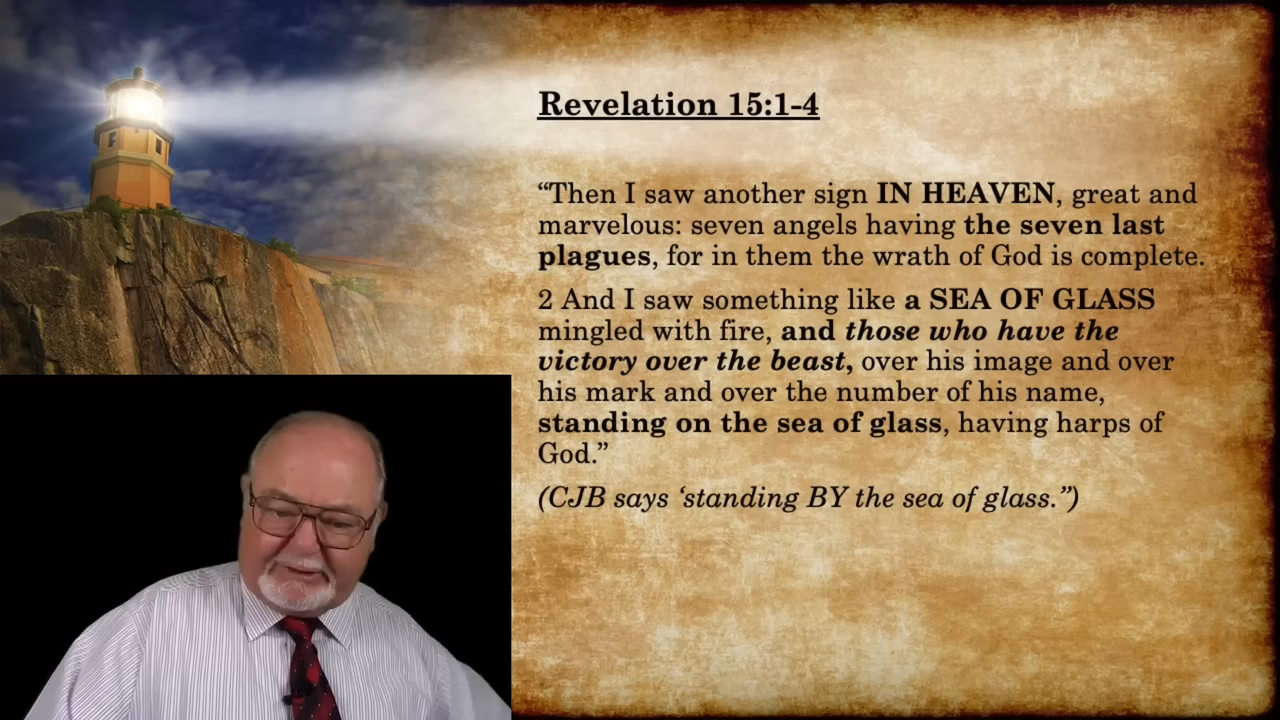 Revelation 15:1-4
“Then I saw another sign IN HEAVEN, great and
marvelous: seven angels having the seven last
plagues, for in them the wrath of God is complete.
2 And I saw something like a SEA OF GLASS
mingled with fire, and those who have the
victory over the beast, over his image and over
his mark and over the number of his name,
standing on the sea of glass, having harps of
God.”
(CJB says ‘standing BY the sea of glass.”)